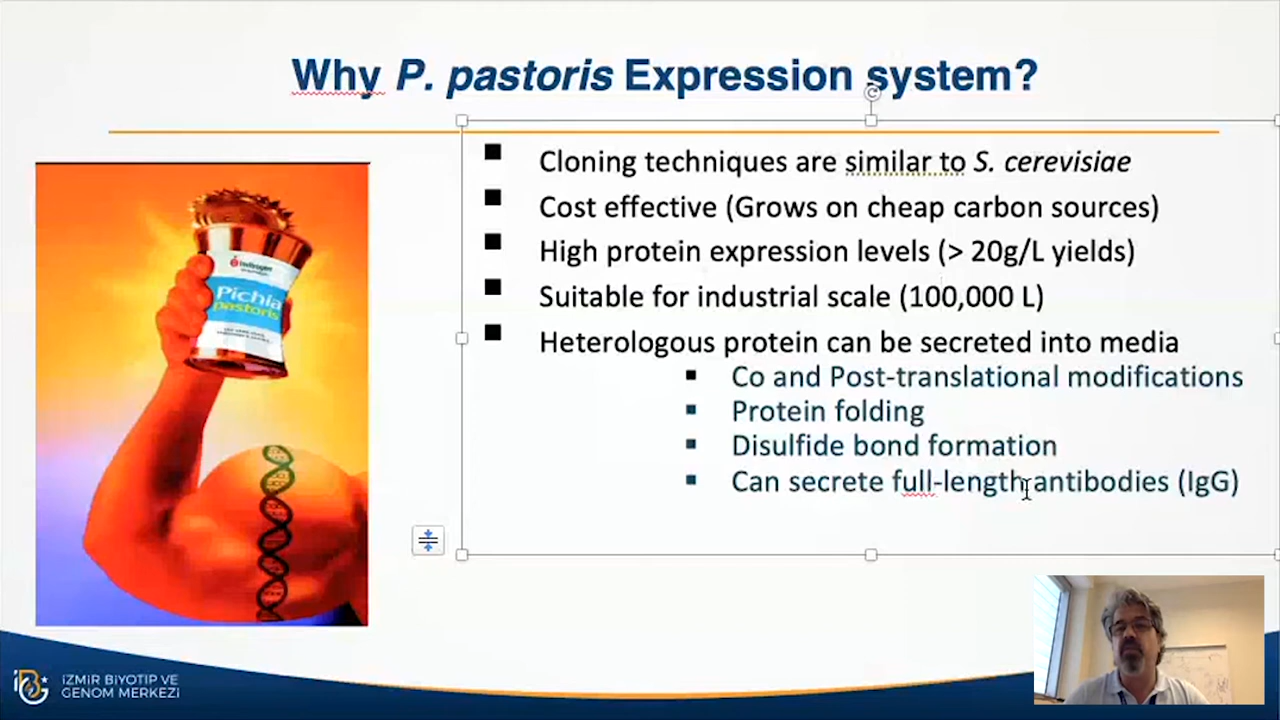 Why P. pastoris Expression system?
Cloning techniques are similar to S. cerevisiae
Cost effective (Grows on cheap carbon sources)
High protein expression levels (> 20g/L yields)
Suitable for industrial scale (100,000 L)
Heterologous protein can be secreted into media
Co and Post-translational modifications
Protein folding
Disulfide bond formation
Can secrete full-length antibodies (IgG)
Invitrogen
Pichia
pastoris
IZMIR BIYOTIP VE
GENOM MERKEZI